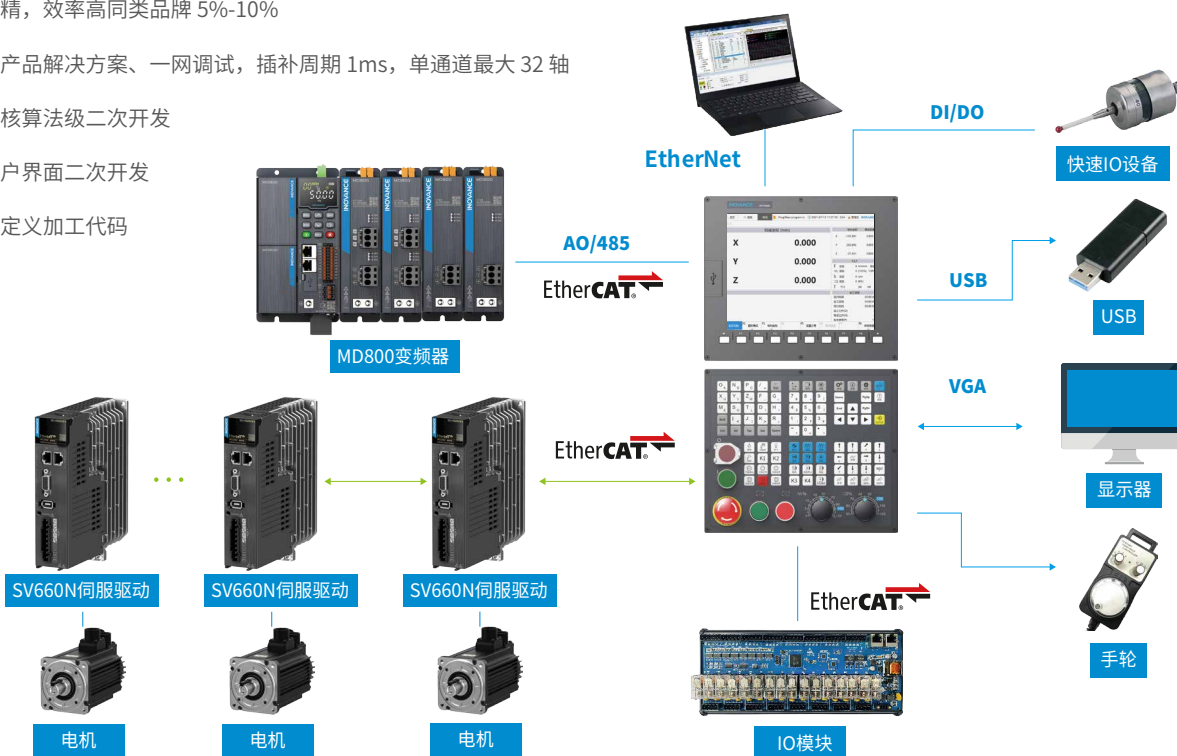 精，效率高同类品牌 5%-10%
产品解决方案、一网调试，插补周期 1ms，单通道最大 32 轴
核算法级二次开发
户界面二次开发
定义加工代码
DI/DO
EtherNet
快速IO设备
INOVANCE
INOVANCE
INOVANCE
INOVANCE
50.00
AO/485
EtherCAT
MD800变频器
X 0.000
Y 0.000
Z 0.000
USB
USB
VGA
EtherCAT
显示器
SV660N伺服驱动
SV660N伺服驱动
SV660N伺服驱动
EtherCAT
手轮
电机
电机
电机
IO模块